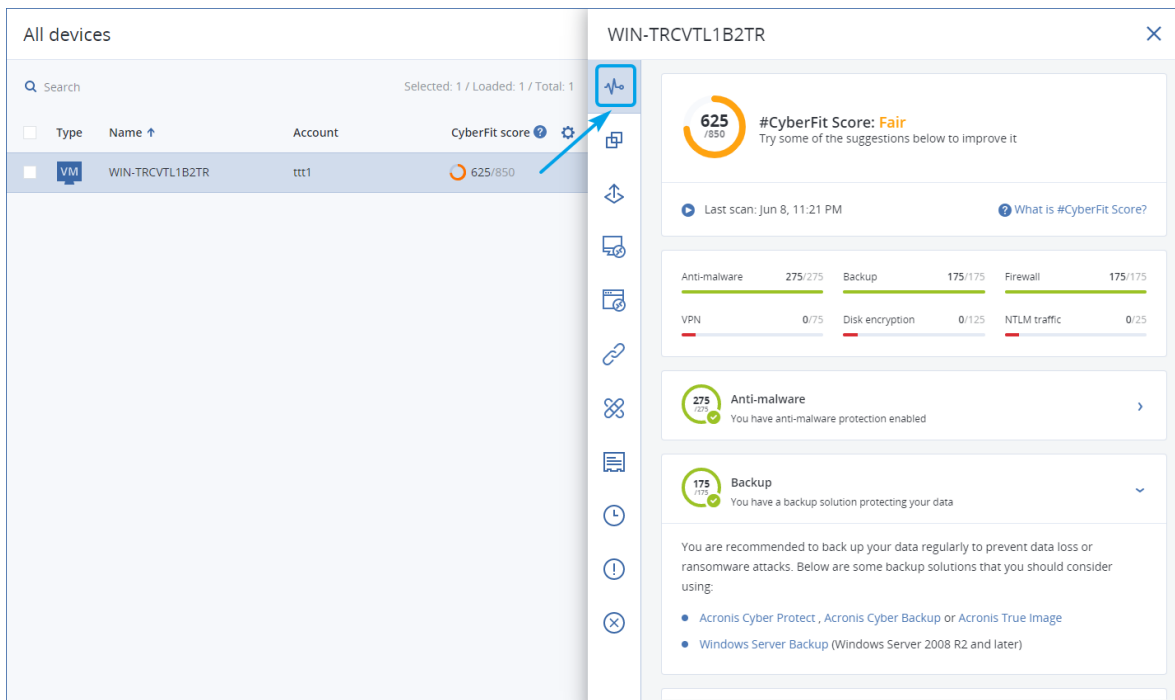 All devices
Search
Selected: 1 / Loaded: 1 / Total: 1
Type Name Account CyberFit score ?
VM WIN-TRCVTL1B2TR ttt1 625/850
WIN-TRCVTL1B2TR
625
/850
#CyberFit Score: Fair
Try some of the suggestions below to improve it
Last scan: Jun 8, 11:21 PM
? What is #CyberFit Score?
Anti-malware 275/275 Backup 175/175 Firewall 175/175
VPN 0/75 Disk encryption 0/125 NTLM traffic 0/25
275
/275
Anti-malware
You have anti-malware protection enabled
175
/175
Backup
You have a backup solution protecting your data
You are recommended to back up your data regularly to prevent data loss or
ransomware attacks. Below are some backup solutions that you should consider
using:
Acronis Cyber Protect , Acronis Cyber Backup or Acronis True Image
Windows Server Backup (Windows Server 2008 R2 and later)